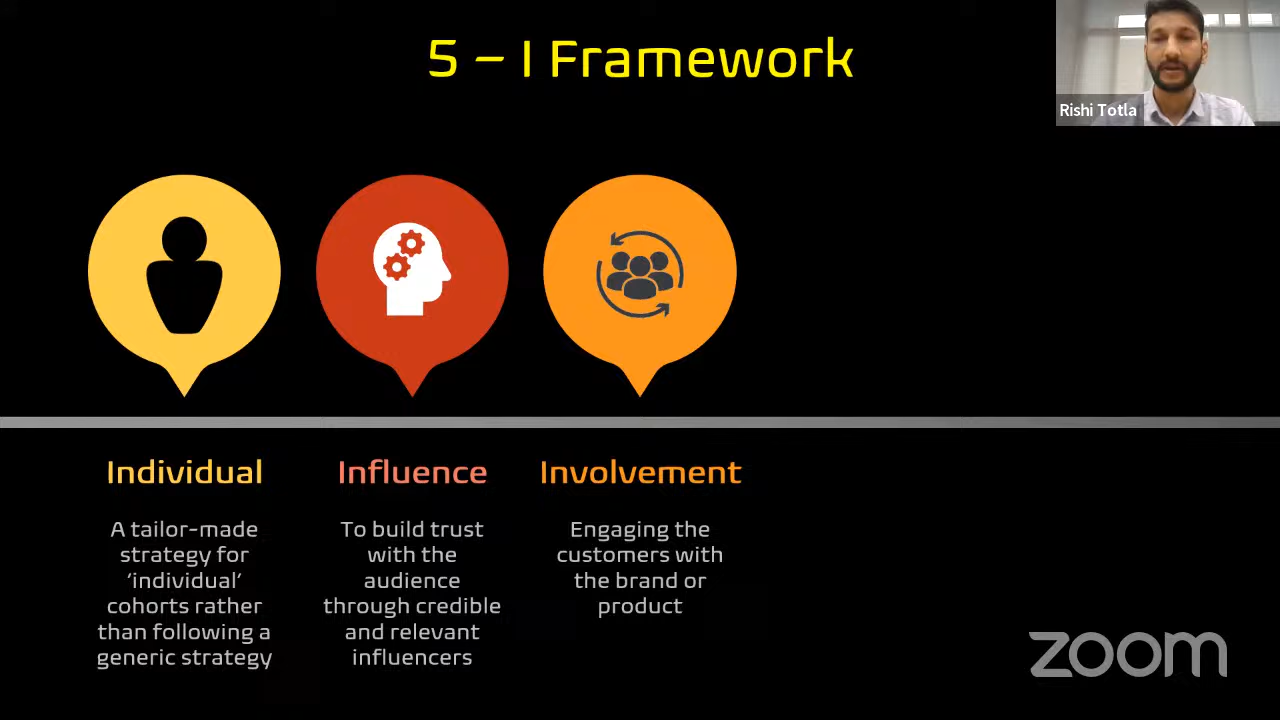 5 – I Framework
Rishi Totla
Individual
A tailor-made
strategy for
‘individual’
cohorts rather
than following a
generic strategy
Influence
To build trust
with the
audience
through credible
and relevant
influencers
Involvement
Engaging the
customers with
the brand or
product
zoom